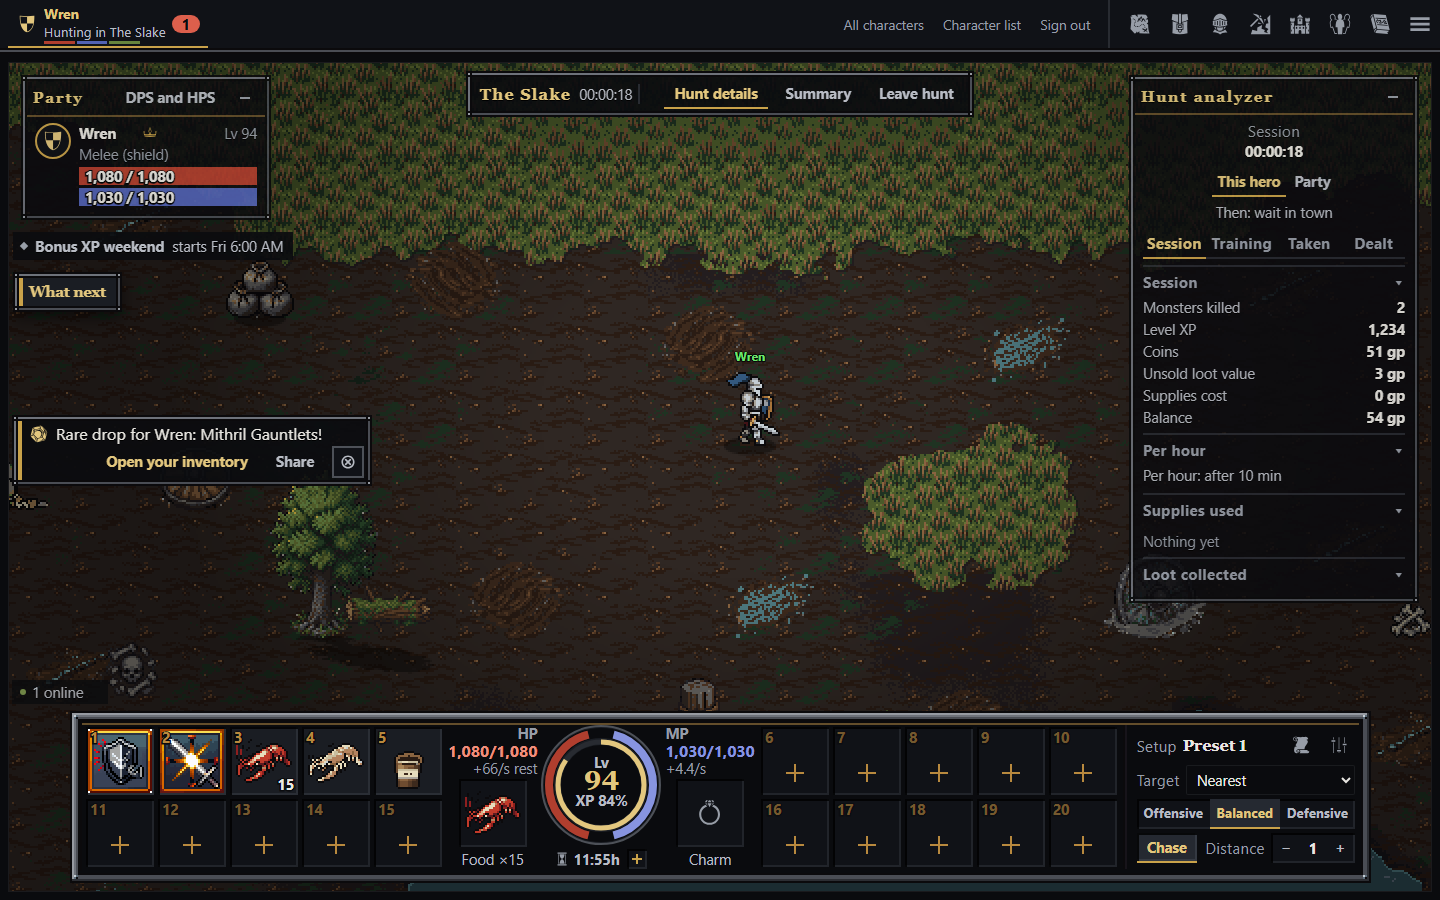 Wren
Hunting in The Slake
1
All characters
Character list
Sign out
Party
DPS and HPS
Wren
Lv 94
Melee (shield)
1,080 / 1,080
1,030 / 1,030
Bonus XP weekend starts Fri 6:00 AM
What next
The Slake 00:00:18
Hunt details
Summary
Leave hunt
Hunt analyzer
Session
00:00:18
This hero
Party
Then: wait in town
Session
Training
Taken
Dealt
Session
Monsters killed 2
Level XP 1,234
Coins 51 gp
Unsold loot value 3 gp
Supplies cost 0 gp
Balance 54 gp
Per hour
Per hour: after 10 min
Supplies used
Nothing yet
Loot collected
Wren
Rare drop for Wren: Mithril Gauntlets!
Open your inventory
Share
1 online
1
2
3
15
4
5
11
12
13
14
15
HP
1,080/1,080
+66/s rest
Food ×15
Lv
94
XP 84%
11:55h +
MP
1,030/1,030
+4.4/s
Charm
6
7
8
9
10
16
17
18
19
20
Setup Preset 1
Target Nearest
Offensive Balanced Defensive
Chase Distance − 1 +